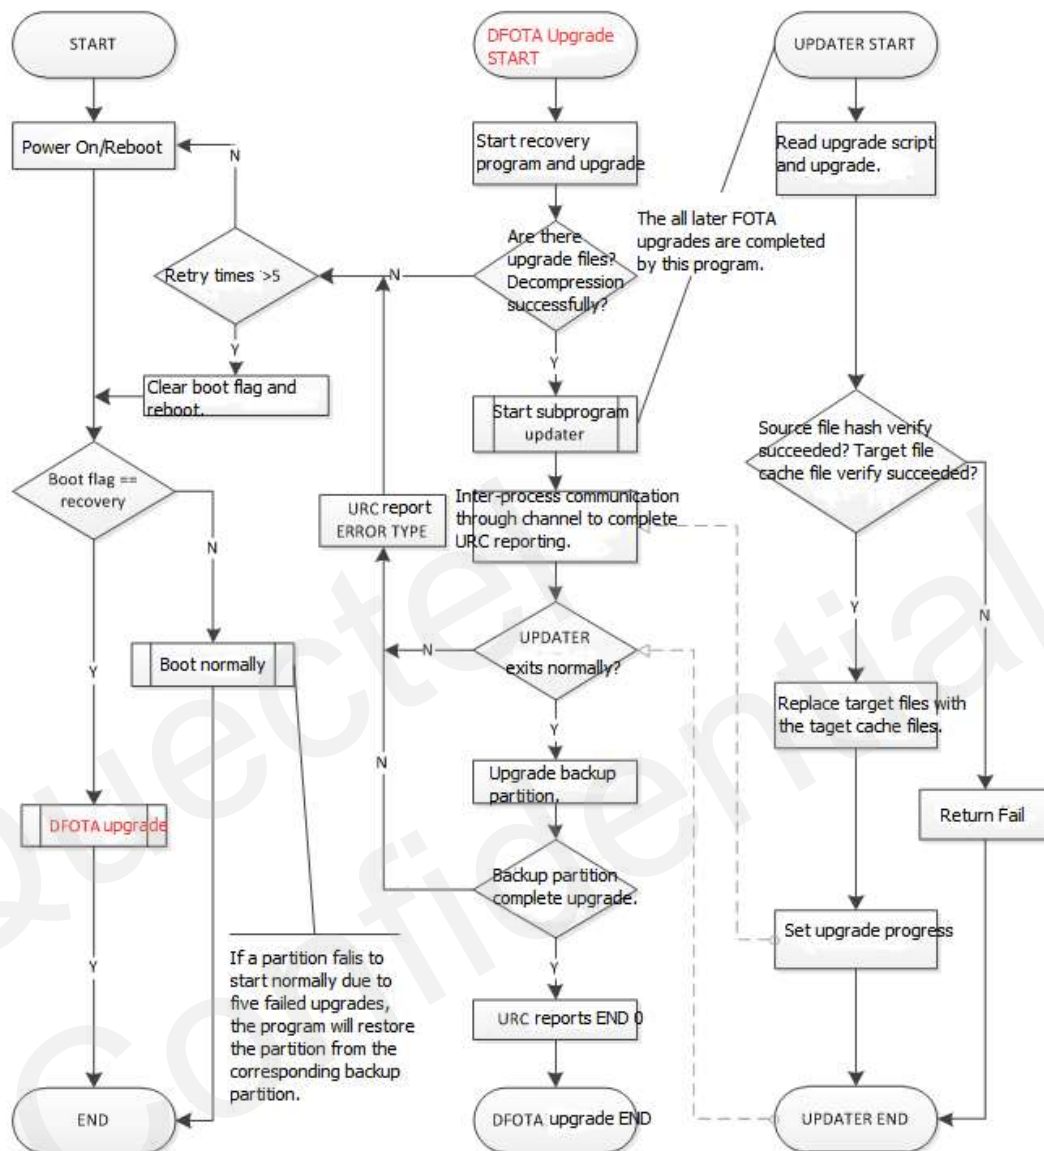 START
Power On/Reboot
N
Retry times >5
Y
Clear boot flag and
reboot.
Boot flag ==
recovery
N
Y
Boot normally
DFOTA upgrade
Y
If a partition falis to
start normally due to
five failed upgrades,
the program will restore
the partition from the
corresponding backup
partition.
END
DFOTA Upgrade
START
Start recovery
program and upgrade
Are there
upgrade files?
Decompression
successfully?
N
Y
Start subprogram
updater
Inter-process communication
through channel to complete
URC reporting.
URC report
ERROR TYPE
UPDATER
exits normally?
N
Y
Upgrade backup
partition.
N
Backup partition
complete upgrade.
Y
URC reports END 0
DFOTA upgrade END
The all later FOTA
upgrades are completed
by this program.
UPDATER START
Read upgrade script
and upgrade.
Source file hash verify
succeeded? Target file
cache file verify succeeded?
Y
N
Replace target files with
the taget cache files.
Return Fail
Set upgrade progress
UPDATER END
Quectel
Confidential